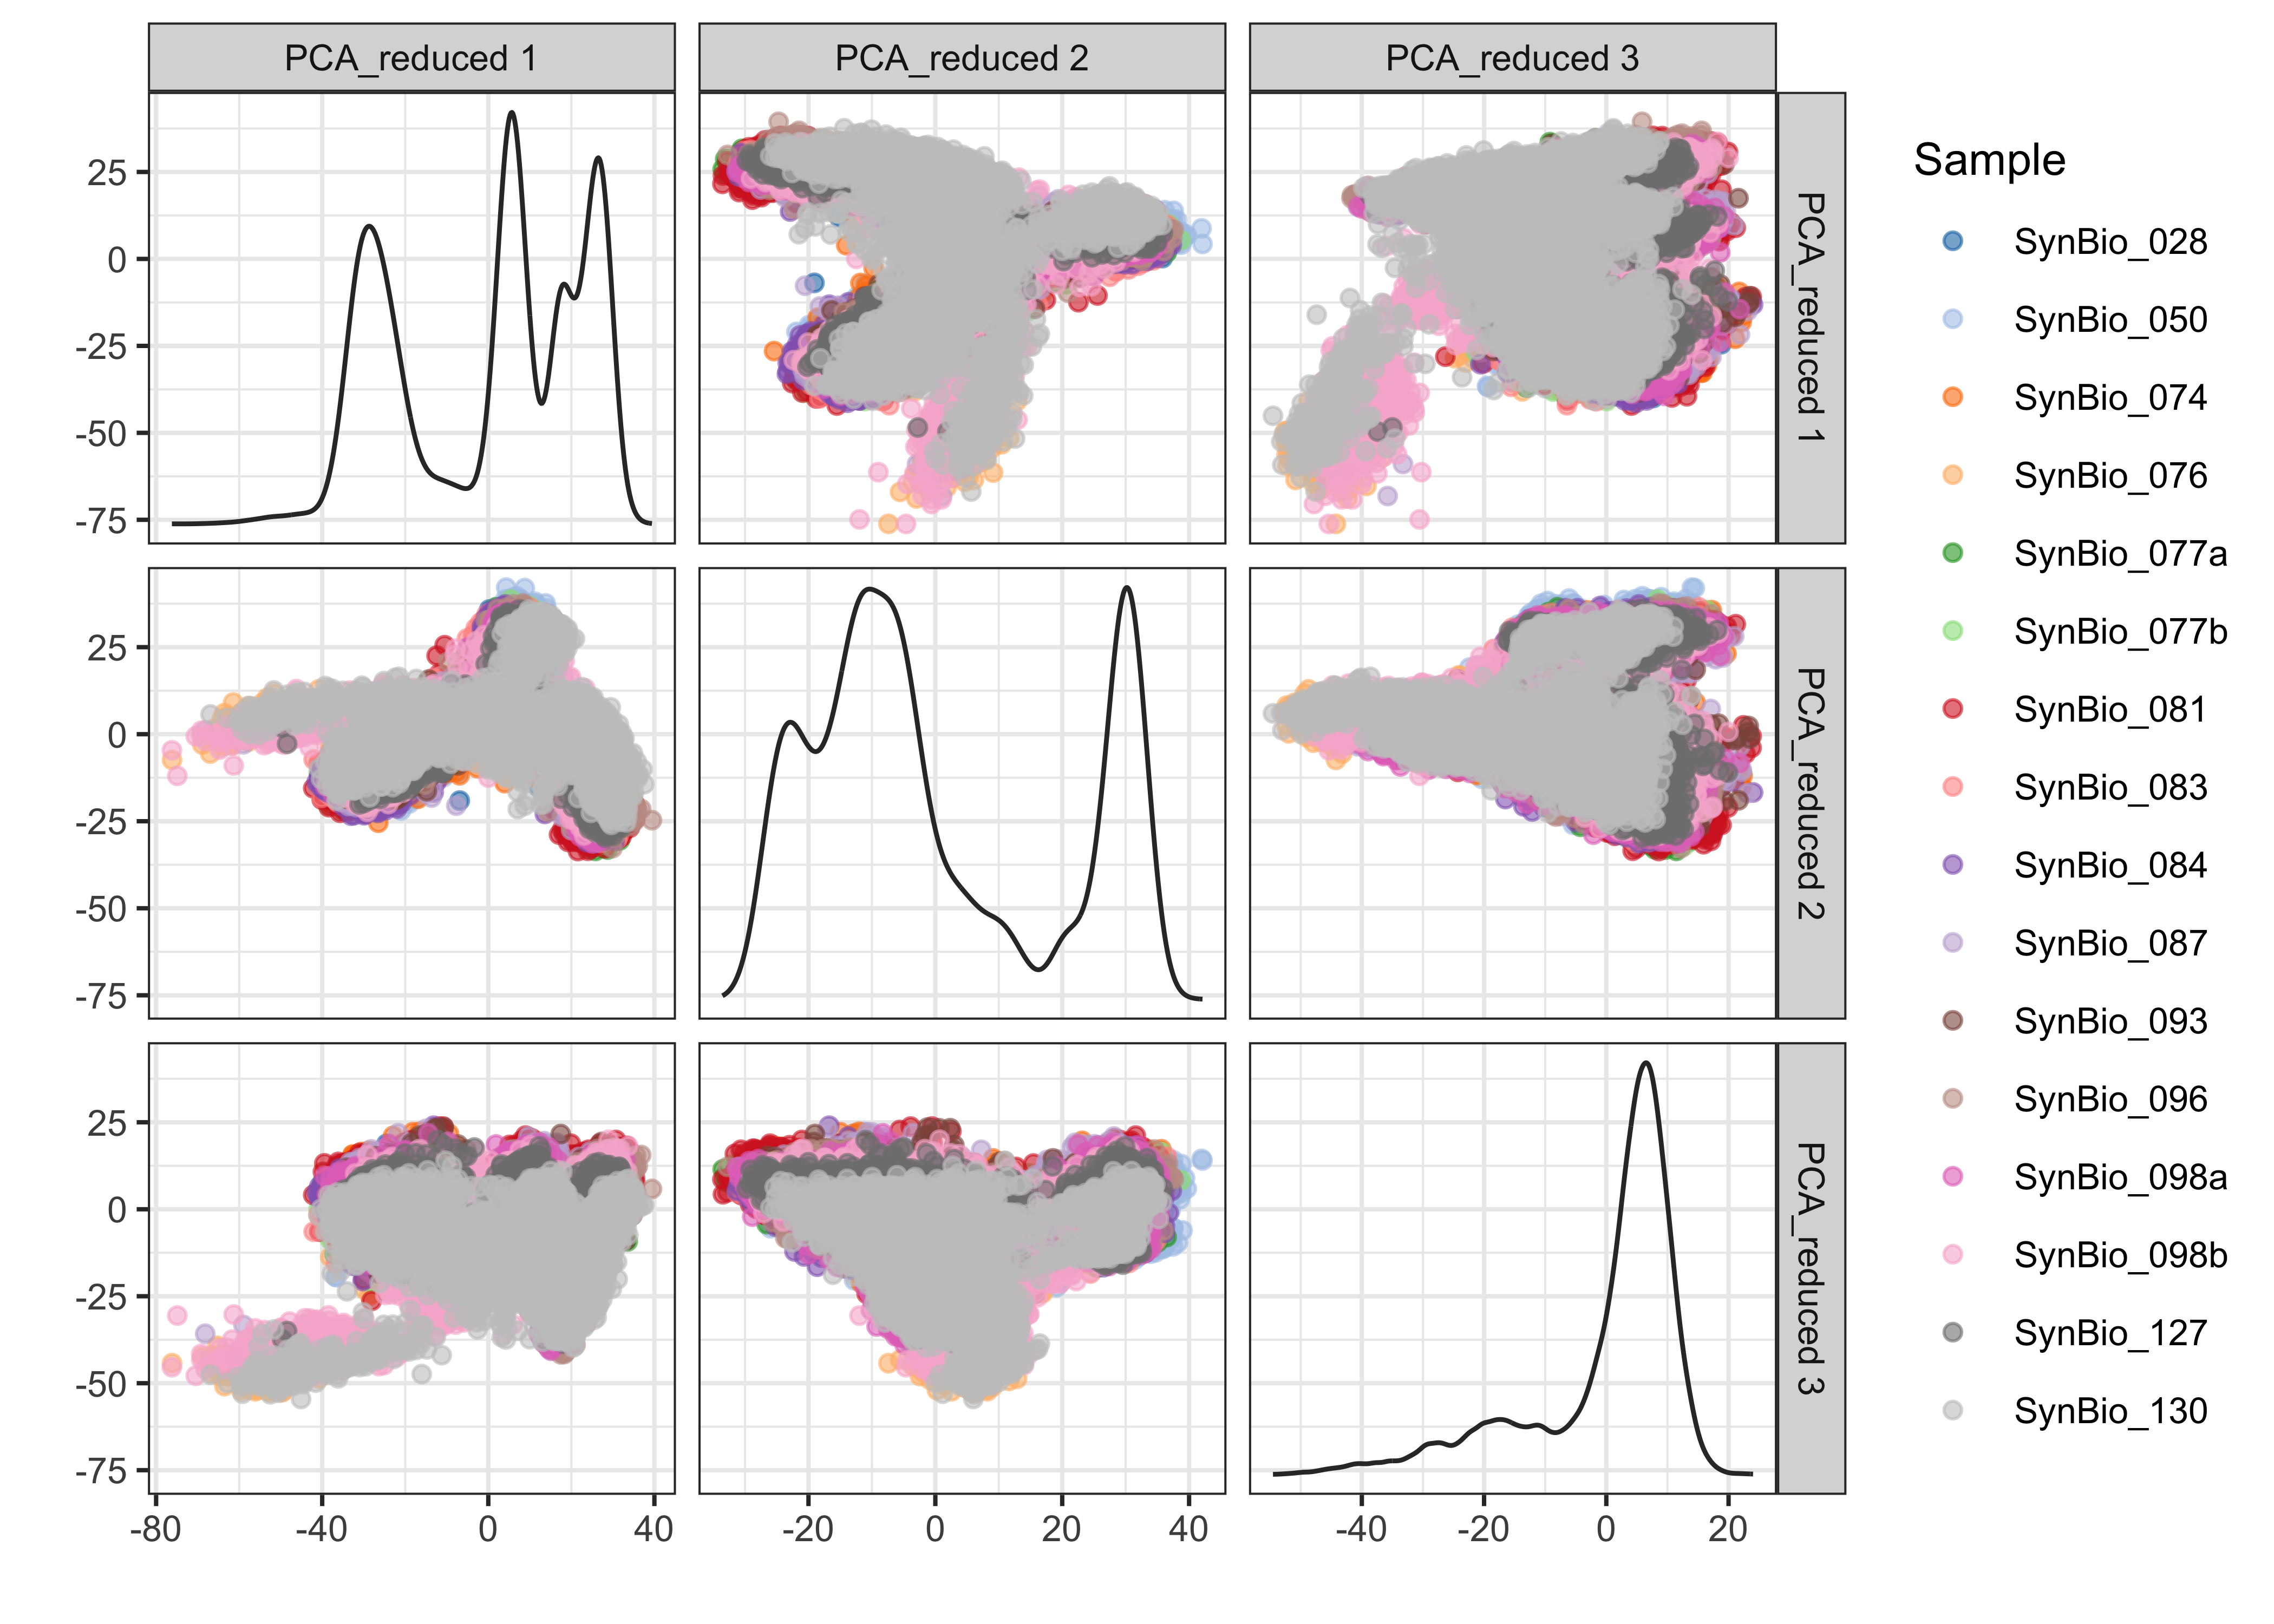 PCA_reduced 1
PCA_reduced 2
PCA_reduced 3
25
0
-25
-50
-75
PCA_reduced 1
25
0
-25
-50
-75
PCA_reduced 2
25
0
-25
-50
-75
PCA_reduced 3
-80
-40
0
40
-20
0
20
40
-40
-20
0
20
Sample
SynBio_028
SynBio_050
SynBio_074
SynBio_076
SynBio_077a
SynBio_077b
SynBio_081
SynBio_083
SynBio_084
SynBio_087
SynBio_093
SynBio_096
SynBio_098a
SynBio_098b
SynBio_127
SynBio_130